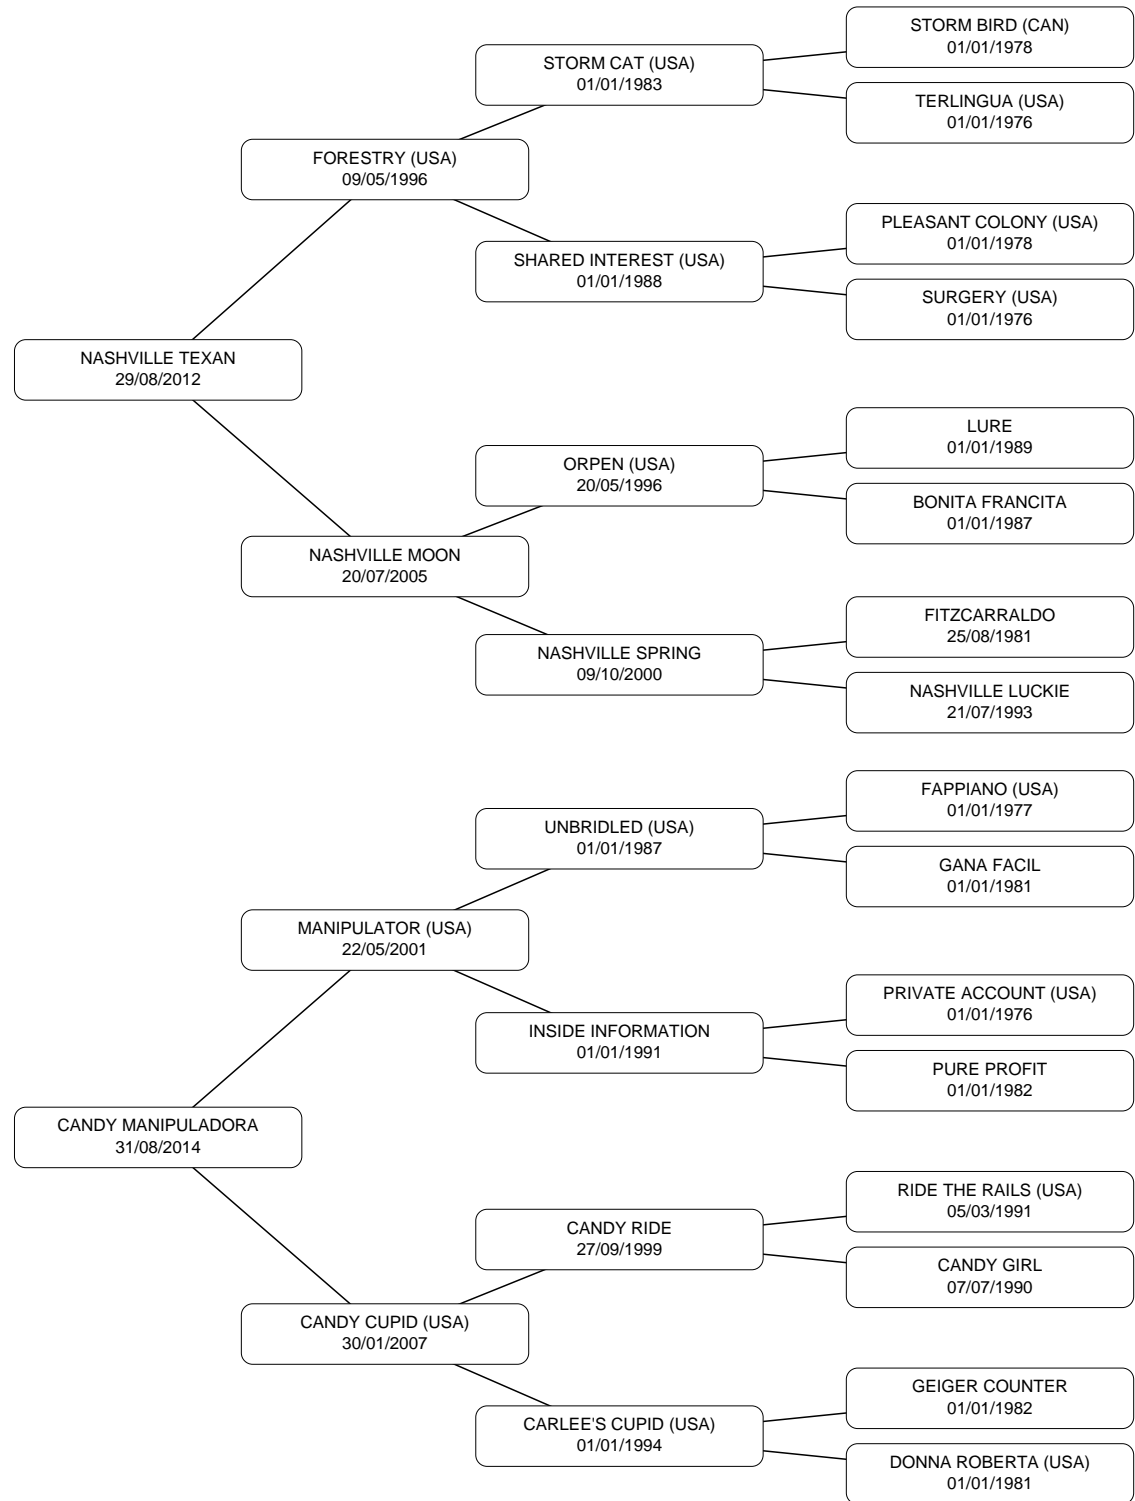 STORM BIRD (CAN)
01/01/1978
STORM CAT (USA)
01/01/1983
TERLINGUA (USA)
01/01/1976
FORESTRY (USA)
09/05/1996
PLEASANT COLONY (USA)
01/01/1978
SHARED INTEREST (USA)
01/01/1988
SURGERY (USA)
01/01/1976
NASHVILLE TEXAN
29/08/2012
LURE
01/01/1989
ORPEN (USA)
20/05/1996
BONITA FRANCITA
01/01/1987
NASHVILLE MOON
20/07/2005
FITZCARRALDO
25/08/1981
NASHVILLE SPRING
09/10/2000
NASHVILLE LUCKIE
21/07/1993
FAPPIANO (USA)
01/01/1977
UNBRIDLED (USA)
01/01/1987
GANA FACIL
01/01/1981
MANIPULATOR (USA)
22/05/2001
PRIVATE ACCOUNT (USA)
01/01/1976
INSIDE INFORMATION
01/01/1991
PURE PROFIT
01/01/1982
CANDY MANIPULADORA
31/08/2014
RIDE THE RAILS (USA)
05/03/1991
CANDY RIDE
27/09/1999
CANDY GIRL
07/07/1990
CANDY CUPID (USA)
30/01/2007
GEIGER COUNTER
01/01/1982
CARLEE'S CUPID (USA)
01/01/1994
DONNA ROBERTA (USA)
01/01/1981